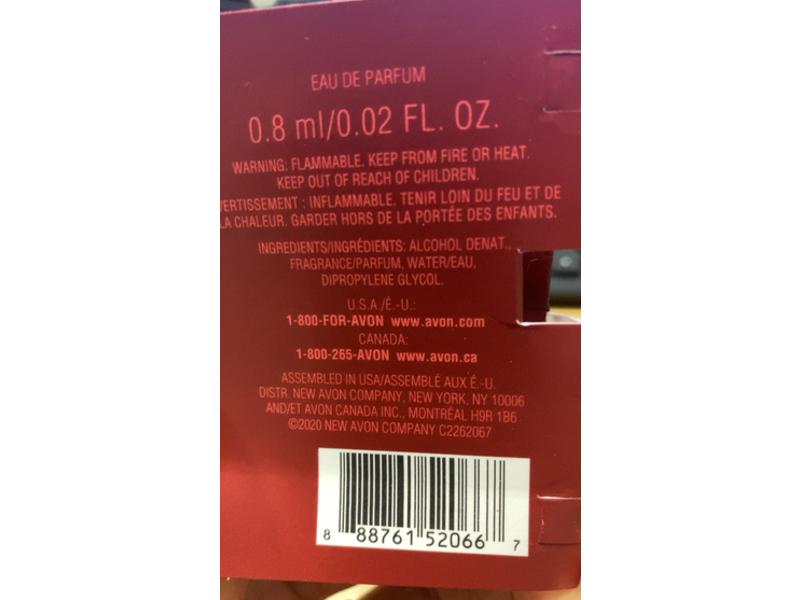 EAU DE PARFUM
0.8 ml/0.02 FL. OZ.
WARNING: FLAMMABLE. KEEP FROM FIRE OR HEAT.
KEEP OUT OF REACH OF CHILDREN.
VERTISSEMENT : INFLAMMABLE. TENIR LOIN DU FEU ET DE
LA CHALEUR. GARDER HORS DE LA PORTÉE DES ENFANTS.
INGREDIENTS/INGRÉDIENTS: ALCOHOL DENAT.,
FRAGRANCE/PARFUM, WATER/EAU,
DIPROPYLENE GLYCOL.
U.S.A./É.-U.:
1-800-FOR-AVON www.avon.com
CANADA:
1-800-265-AVON www.avon.ca
ASSEMBLED IN USA/ASSEMBLÉ AUX É.-U.
DISTR. NEW AVON COMPANY, NEW YORK, NY 10006
AND/ET AVON CANADA INC., MONTRÉAL H9R 1B6
©2020 NEW AVON COMPANY C2262067
8 88761 52066 7